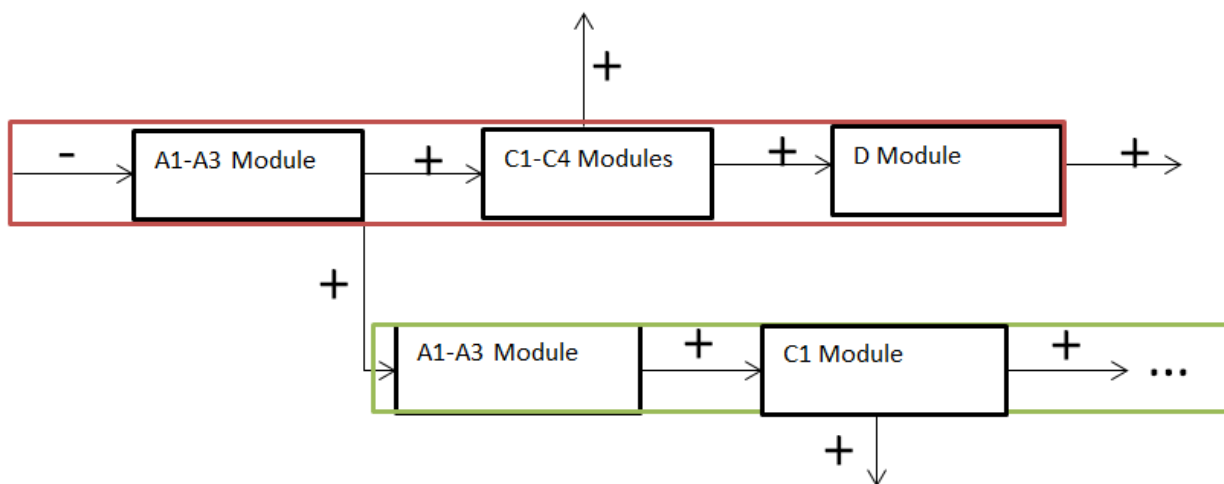 +
- A1-A3 Module + C1-C4 Modules + D Module +
+
A1-A3 Module + C1 Module + ...
+